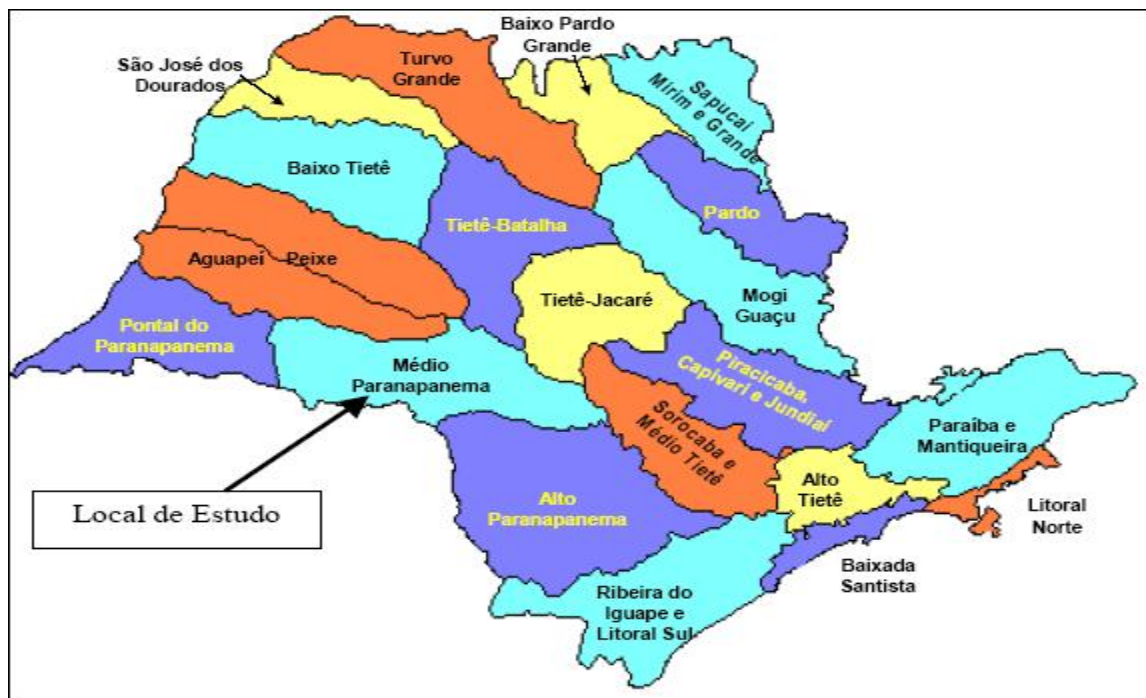 Baixo Pardo
Grande
São José dos
Dourados
Turvo
Grande
Sapucaí
Mírim e Grande
Baixo Tietê
Pardo
Tietê-Batalha
Aguapeí   Peixe
Tietê-Jacaré
Mogi
Guaçu
Pontal do
Paranapanema
Médio
Paranapanema
Piracicaba,
Capivarí e Jundiaí
Sorocaba e
Médio Tietê
Paraíba e
Mantiqueira
Local de Estudo
Alto
Paranapanema
Alto
Tietê
Litoral
Norte
Baixada
Santista
Ribeira do
Iguape e
Litoral Sul